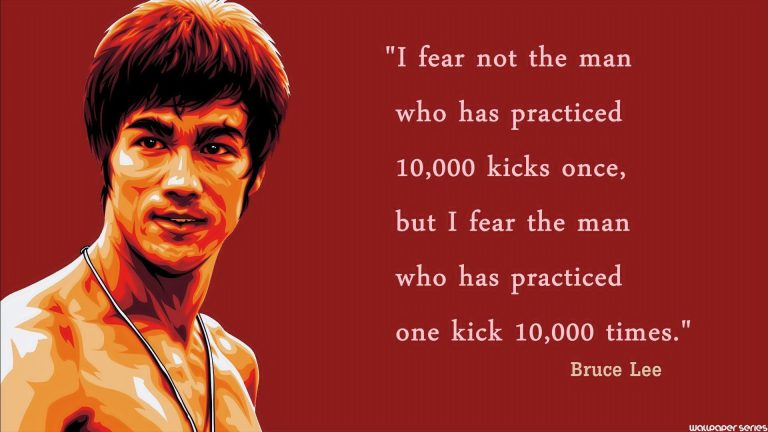 "I fear not the man
who has practiced
10,000 kicks once,
but I fear the man
who has practiced
one kick 10,000 times."
Bruce Lee
WALLPAPER SERIES